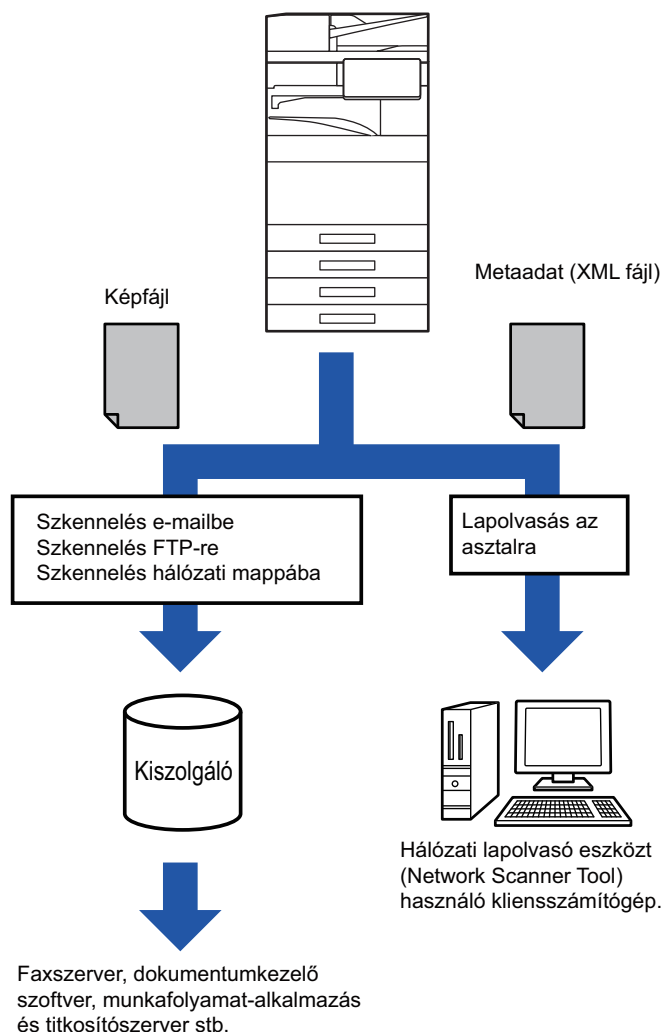 Képfájl
Metaadat (XML fájl)
Szkennelés e-mailbe
Szkennelés FTP-re
Szkennelés hálózati mappába
Lapolvasás az
asztalra
Kiszolgáló
Hálózati lapolvasó eszközt
(Network Scanner Tool)
használó kliensszámítógép.
Faxszerver, dokumentumkezelő
szoftver, munkafolyamat-alkalmazás
és titkosítószerver stb.